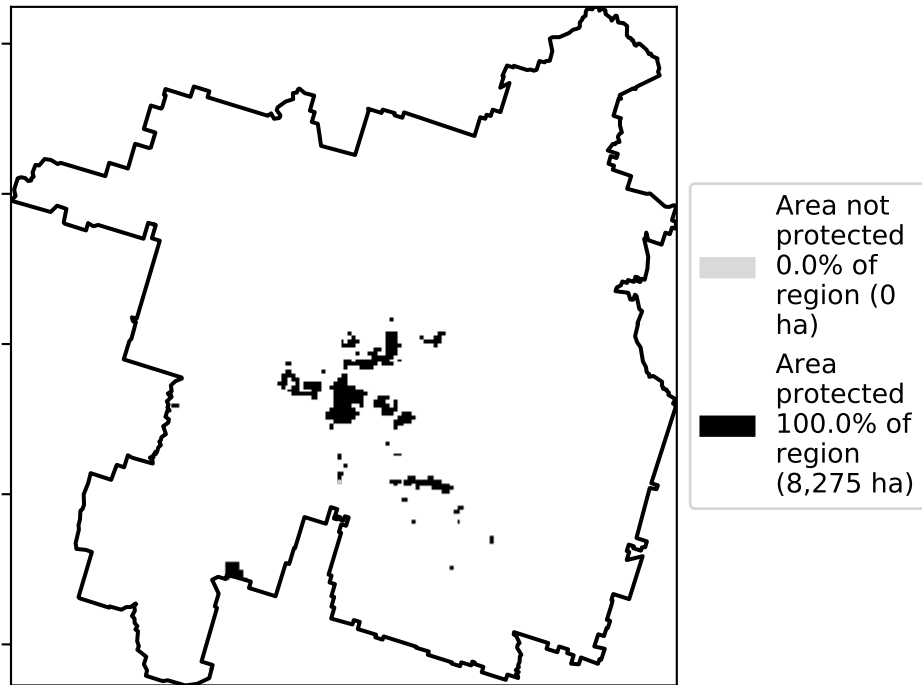 Area not
protected
0.0% of
region (0
ha)
Area
protected
100.0% of
region
(8,275 ha)